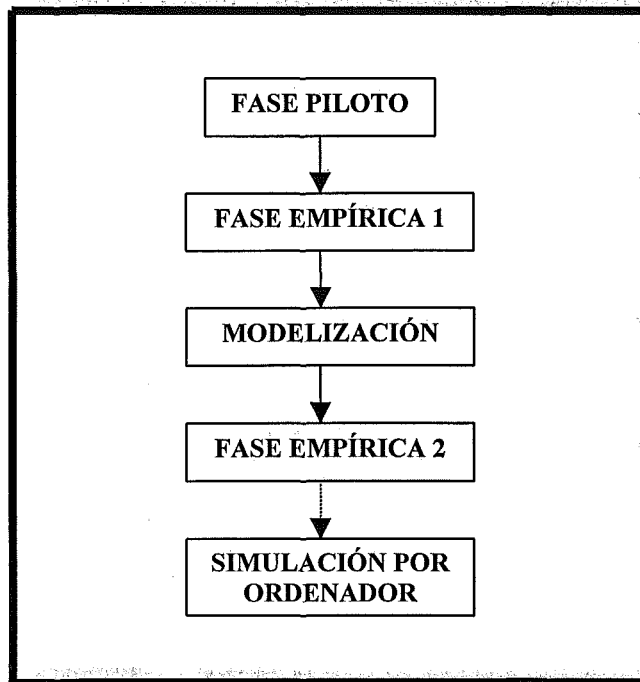 FASE PILOTO
FASE EMPÍRICA 1
MODELIZACIÓN
FASE EMPÍRICA 2
SIMULACIÓN POR
ORDENADOR